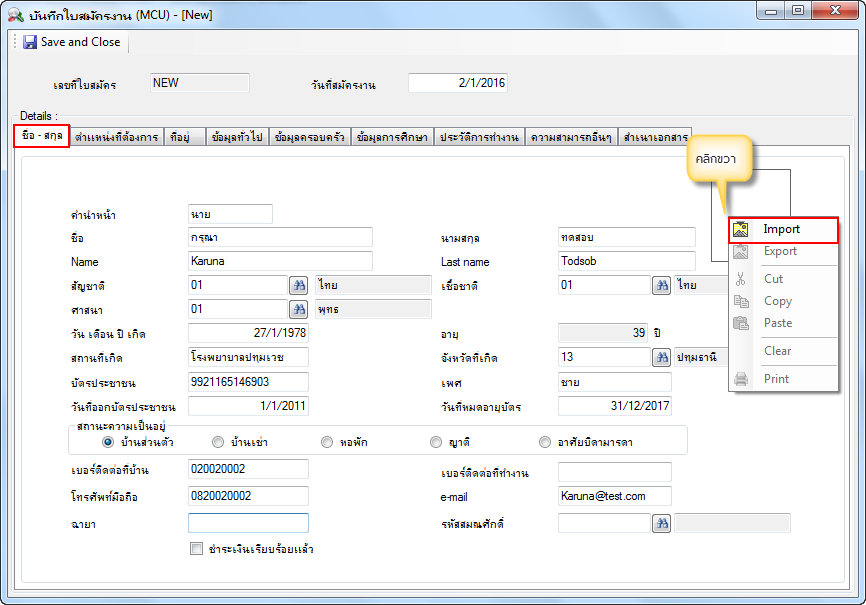 บันทึกใบสมัครงาน (MCU) - [New]
Save and Close
เลขที่ใบสมัคร NEW วันที่สมัครงาน 2/1/2016
Details :
ชื่อ - สกุล ตำแหน่งที่ต้องการ ที่อยู่ ข้อมูลทั่วไป ข้อมูลครอบครัว ข้อมูลการศึกษา ประวัติการทำงาน ความสามารถอื่นๆ สำเนาเอกสาร
คลิกขวา
คำนำหน้า นาย
ชื่อ กรุณา นามสกุล ทดสอบ
Name Karuna Last name Todsob
สัญชาติ 01 ไทย เชื้อชาติ 01 ไทย
ศาสนา 01 พุทธ
วัน เดือน ปี เกิด 27/1/1978 อายุ 39 ปี
สถานที่เกิด โรงพยาบาลปทุมเวช จังหวัดที่เกิด 13 ปทุมธานี
บัตรประชาชน 9921165146903 เพศ ชาย
วันที่ออกบัตรประชาชน 1/1/2011 วันที่หมดอายุบัตร 31/12/2017
สถานะความเป็นอยู่
บ้านส่วนตัว บ้านเช่า หอพัก ญาติ อาศัยบิดามารดา
เบอร์ติดต่อที่บ้าน 020020002 เบอร์ติดต่อที่ทำงาน
โทรศัพท์มือถือ 0820020002 e-mail Karuna@test.com
ฉายา รหัสสมณศักดิ์
ชำระเงินเรียบร้อยแล้ว
Import
Export
Cut
Copy
Paste
Clear
Print